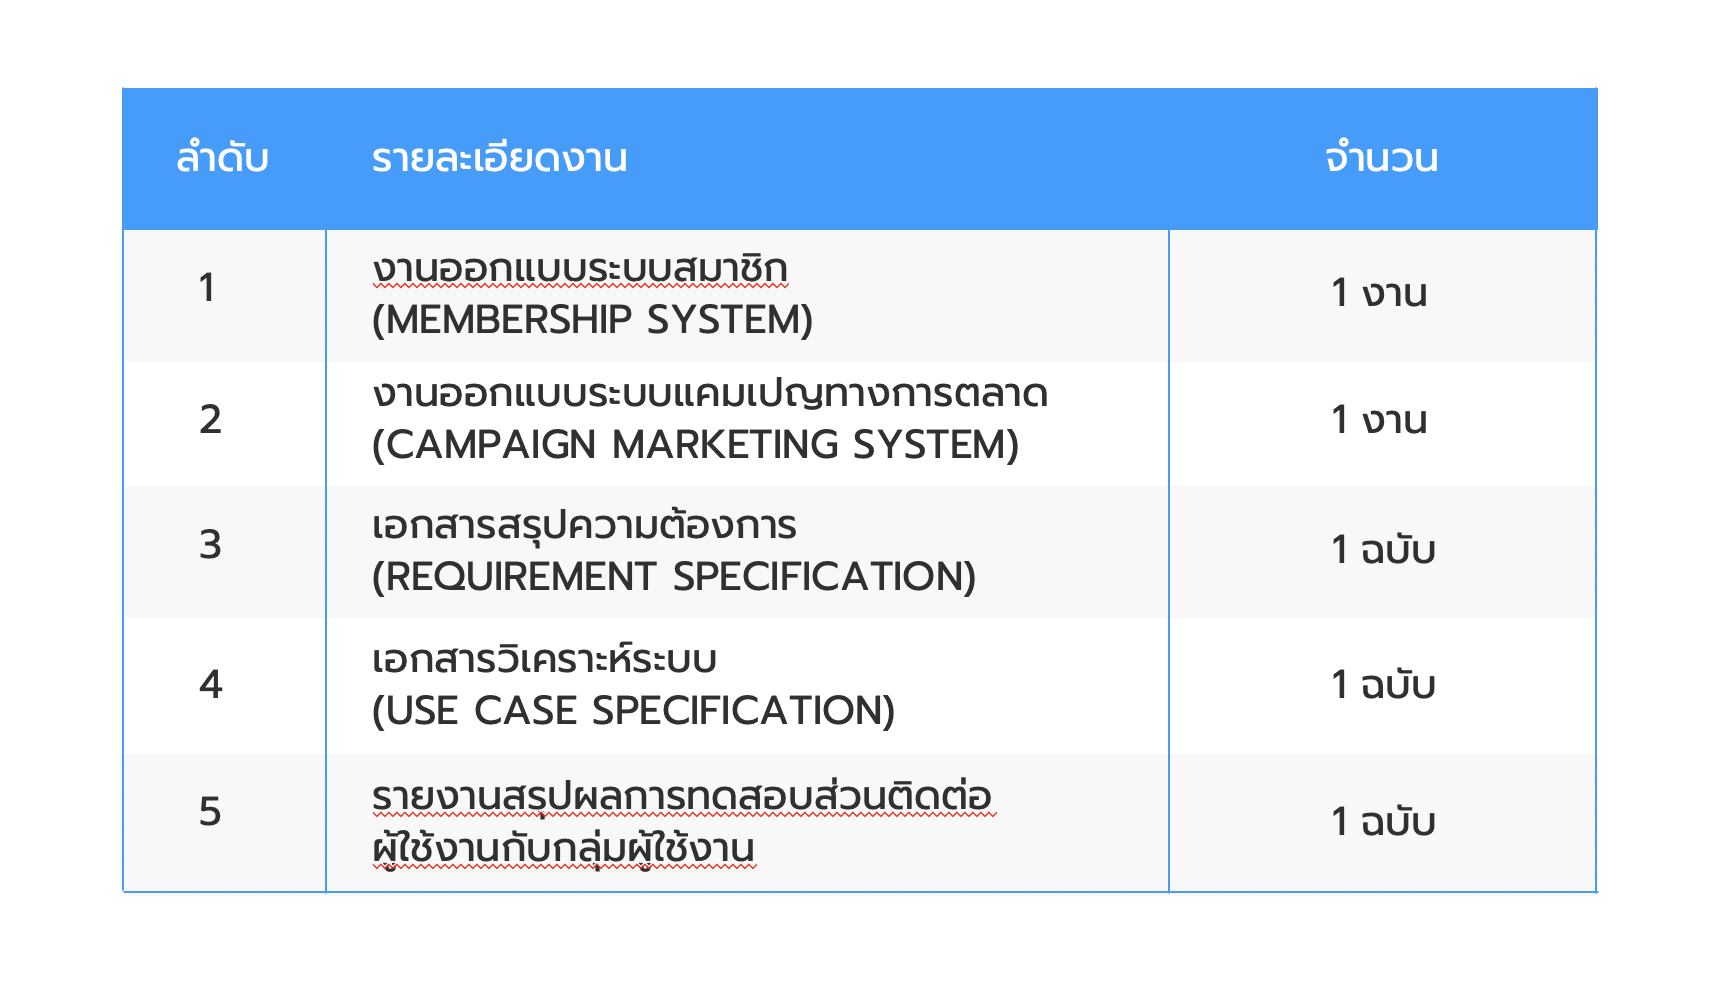 ลำดับ รายละเอียดงาน จำนวน
1 งานออกแบบระบบสมาชิก
(MEMBERSHIP SYSTEM) 1 งาน
2 งานออกแบบระบบแคมเปญทางการตลาด
(CAMPAIGN MARKETING SYSTEM) 1 งาน
3 เอกสารสรุปความต้องการ
(REQUIREMENT SPECIFICATION) 1 ฉบับ
4 เอกสารวิเคราะห์ระบบ
(USE CASE SPECIFICATION) 1 ฉบับ
5 รายงานสรุปผลการทดสอบส่วนติดต่อ
ผู้ใช้งานกับกลุ่มผู้ใช้งาน 1 ฉบับ